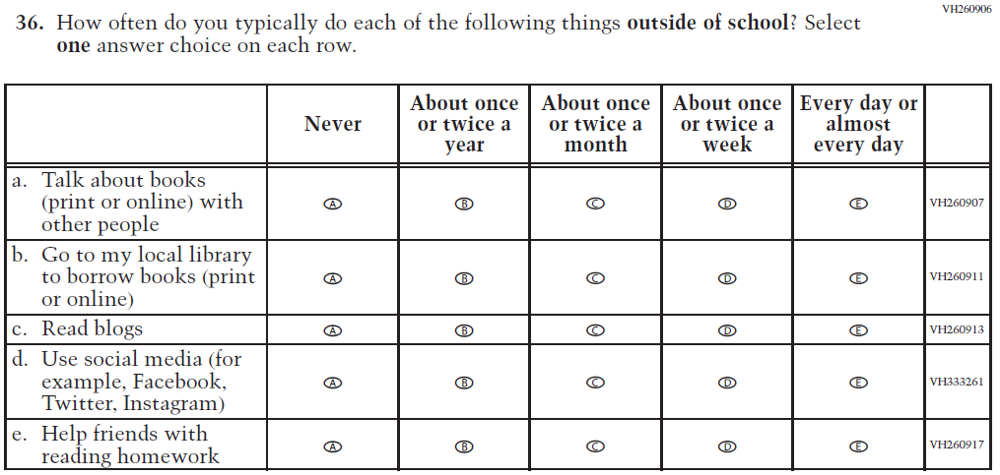 VH260906
36. How often do you typically do each of the following things outside of school? Select
one answer choice on each row.
Never
About once
or twice a
year
About once
or twice a
month
About once
or twice a
week
Every day or
almost
every day
a. Talk about books
(print or online) with
other people
A B C D E VH260907
b. Go to my local library
to borrow books (print
or online)
A B C D E VH260911
c. Read blogs A B C D E VH260913
d. Use social media (for
example, Facebook,
Twitter, Instagram)
A B C D E VH333261
e. Help friends with
reading homework
A B C D E VH260917